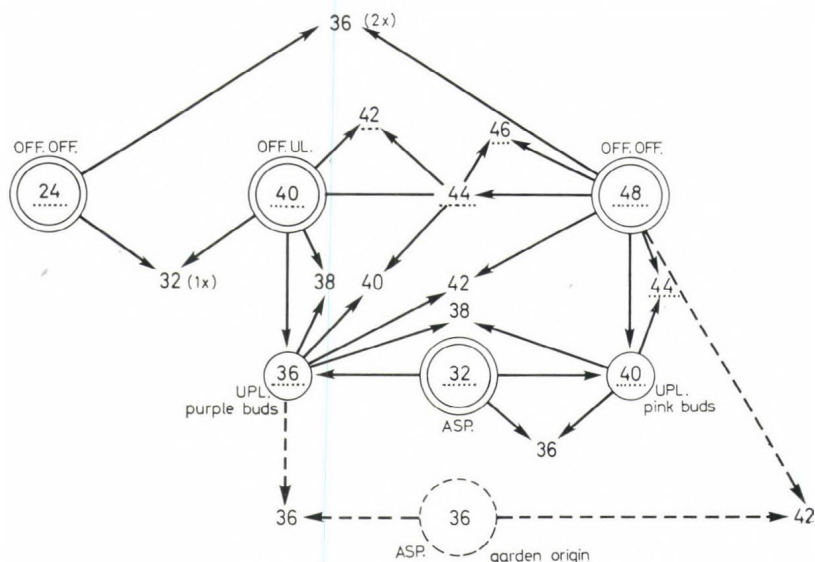 36 (2x)
42
46
OFF. OFF.
OFF. UL.
OFF. OFF.
24
40
44
48
32 (1x)
38
40
42
44
38
36
32
40
UPL.
purple buds
ASP.
UPL.
pink buds
36
36
36
42
ASP.
garden origin